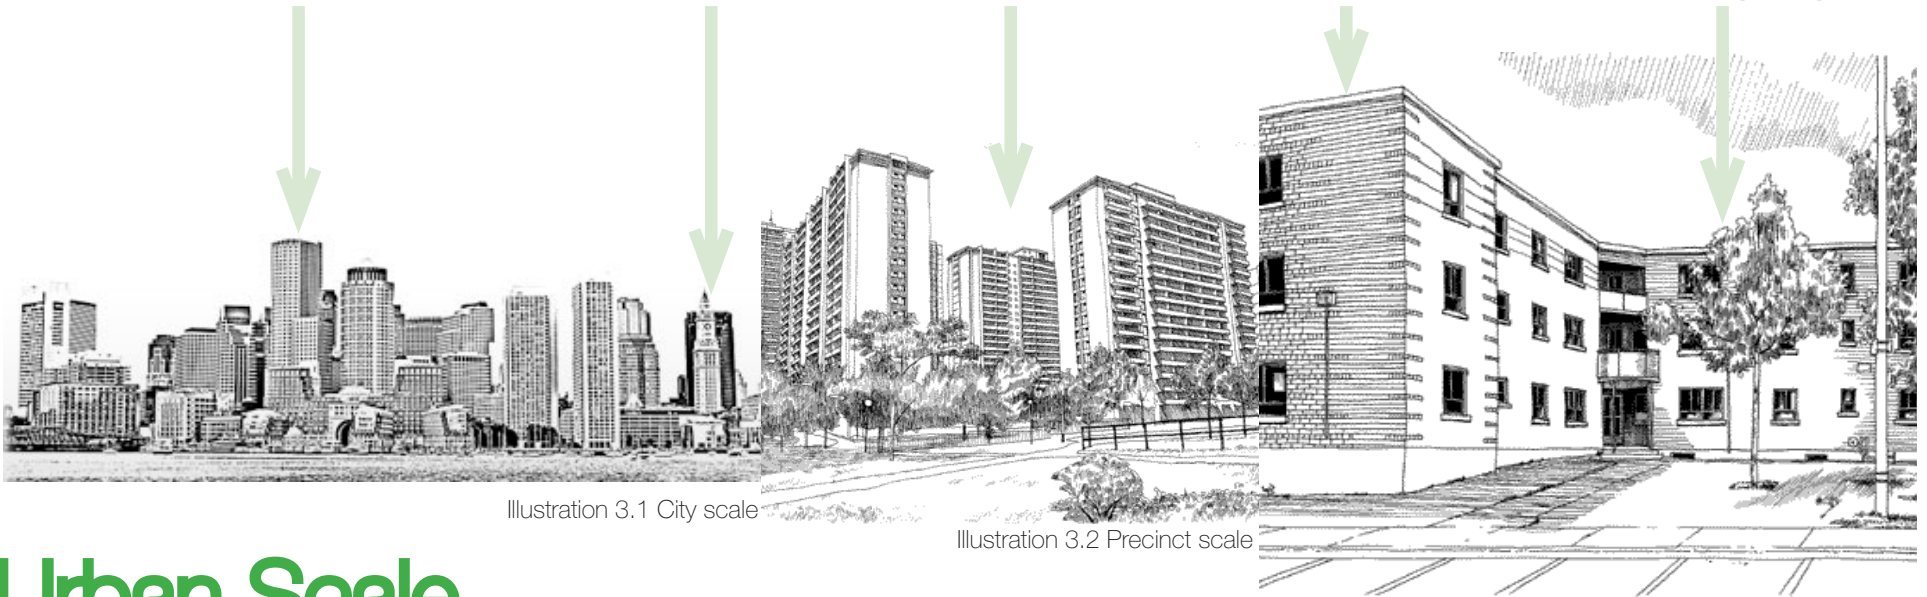 Illustration 3.1 City scale
Illustration 3.2 Precinct scale
Urban Scale